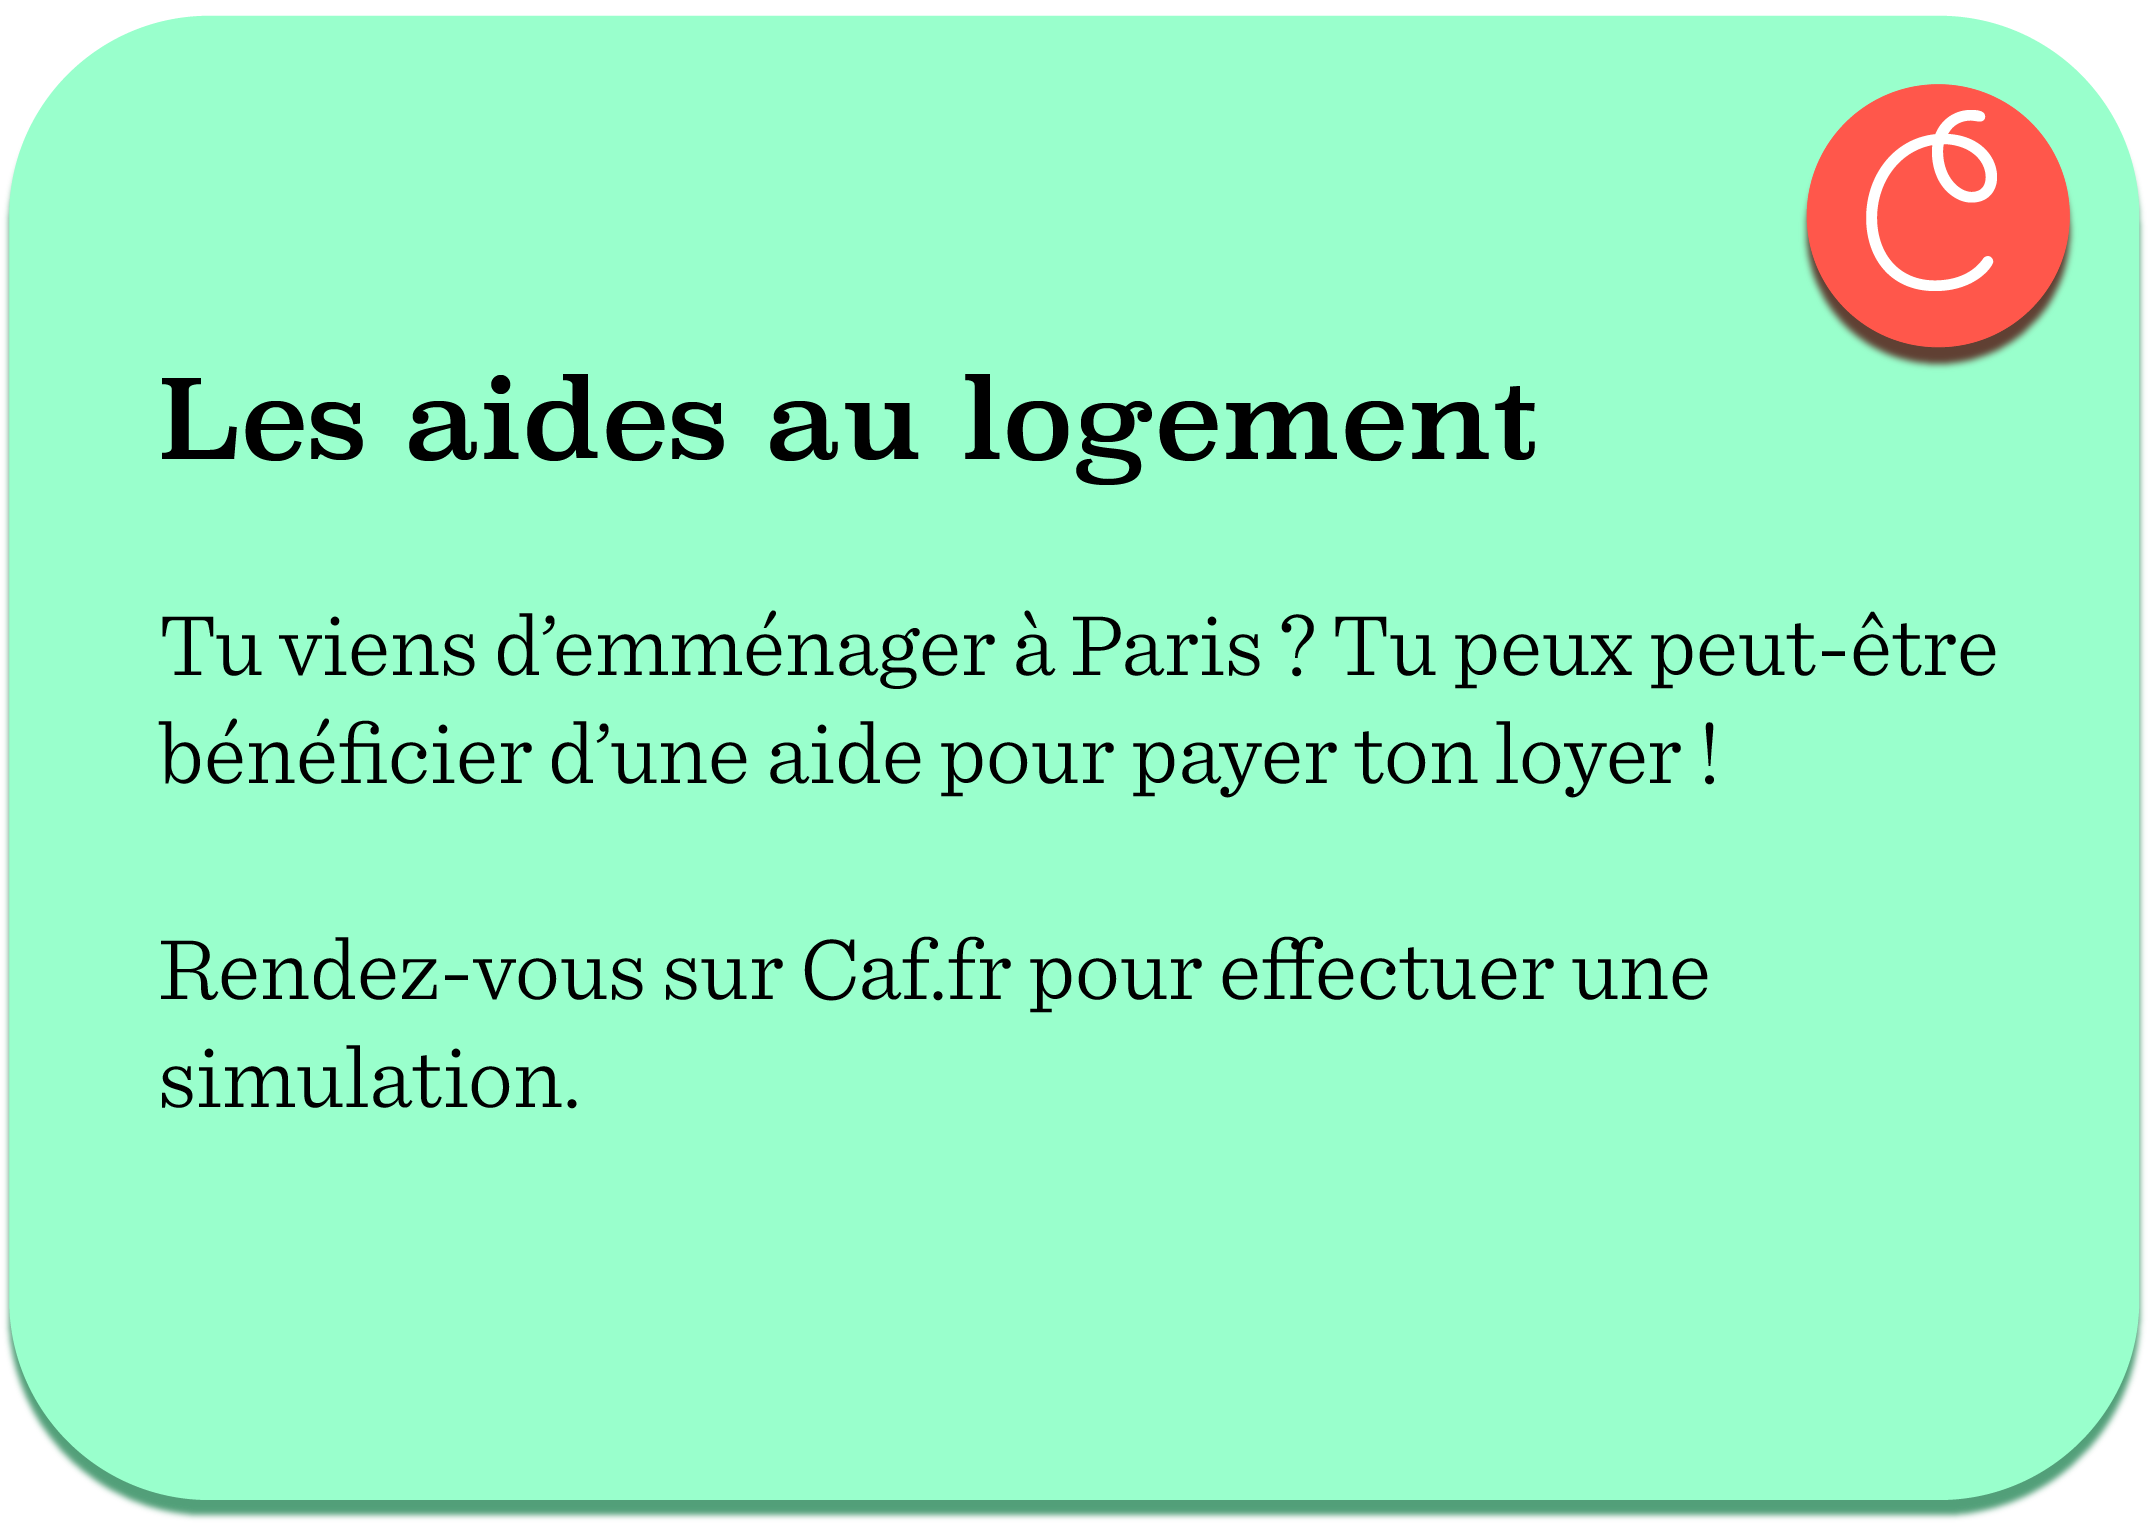 C
Les aides au logement
Tu viens d’emménager à Paris ? Tu peux peut-être
bénéficier d’une aide pour payer ton loyer !
Rendez-vous sur Caf.fr pour effectuer une
simulation.